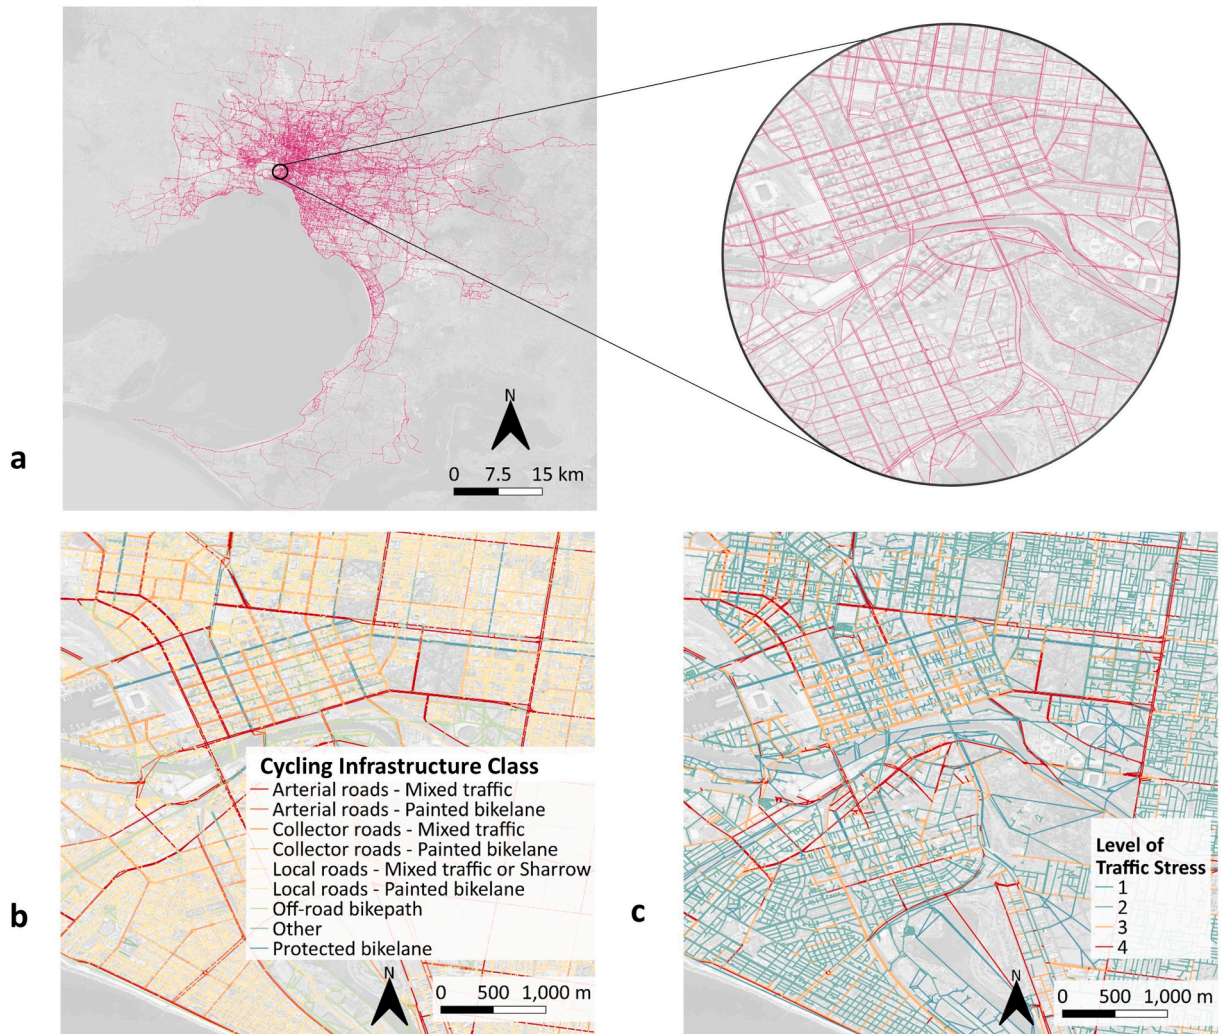 N
0 7.5 15 km
a
Cycling Infrastructure Class
Arterial roads - Mixed traffic
Arterial roads - Painted bikelane
Collector roads - Mixed traffic
Collector roads - Painted bikelane
Local roads - Mixed traffic or Sharrow
Local roads - Painted bikelane
Off-road bikepath
Other
Protected bikelane
N
0 500 1,000 m
b
Level of
Traffic Stress
1
2
3
4
N
0 500 1,000 m
c